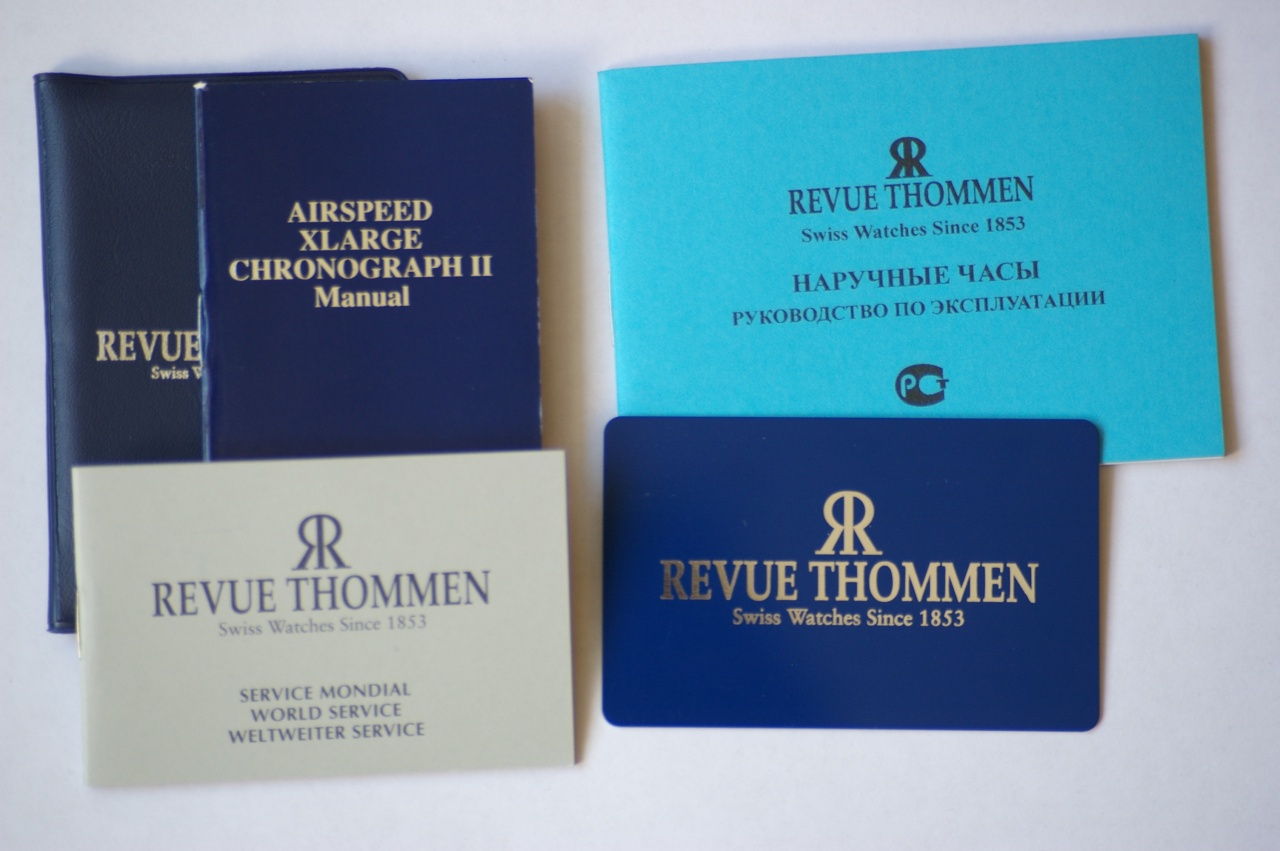 REVUE
Swiss
AIRSPEED
XLARGE
CHRONOGRAPH II
Manual
REVUE THOMMEN
Swiss Watches Since 1853
НАРУЧНЫЕ ЧАСЫ
РУКОВОДСТВО ПО ЭКСПЛУАТАЦИИ
РСТ
REVUE THOMMEN
Swiss Watches Since 1853
SERVICE MONDIAL
WORLD SERVICE
WELTWEITER SERVICE
REVUE THOMMEN
Swiss Watches Since 1853